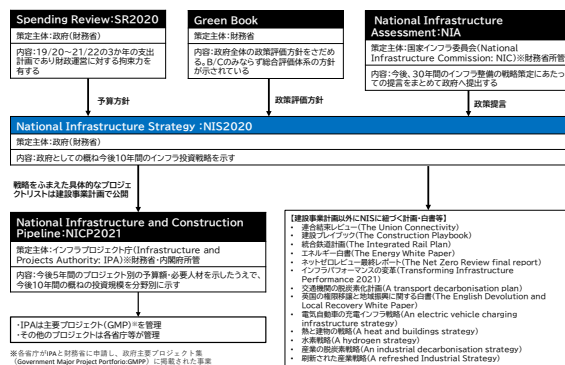 Spending Review:SR2020
策定主体:政府(財務省)
内容:19/20~21/22の3か年の支出
計画であり財政運営に対する拘束力を
有する
Green Book
策定主体:財務省
内容:政府全体の政策評価方針をさだめ
る。B/Cのみならず総合評価体系の方針
が示されている
National Infrastructure
Assessment:NIA
策定主体:国家インフラ委員会(National
Infrastructure Commission: NIC)※財務省所管
内容:今後、30年間のインフラ整備の戦略策定にあたっ
ての提言をまとめて政府へ提出する
予算方針
政策評価方針
政策提言
National Infrastructure Strategy :NIS2020
策定主体:政府(財務省)
内容:政府としての概ね今後10年間のインフラ投資戦略を示す
戦略をふまえた具体的なプロジェ
クトリストは建設事業計画で公開
National Infrastructure and Construction
Pipeline:NICP2021
策定主体:インフラプロジェクト庁(Infrastructure and
Projects Authority: IPA)※財務省・内閣府所管
内容:今後5年間のプロジェクト別の予算額・必要人材を示したうえで、
今後10年間の概ねの投資規模を分野別に示す
・IPAは主要プロジェクト(GMP)※を管理
・その他のプロジェクトは各省庁等が管理
※各省庁がIPAと財務省に申請し、政府主要プロジェクト集
(Government Major Project Portforio:GMPP)に掲載された事業
【建設事業計画以外にNISに紐づく計画・白書等】
• 連合結束レビュー(The Union Connectivity)
• 建設プレイブック(The Construction Playbook)
• 統合鉄道計画(The Integrated Rail Plan)
• エネルギー白書(The Energy White Paper)
• ネットゼロレビュー最終レポート(The Net Zero Review final report)
• インフラパフォーマンスの変革(Transforming Infrastructure
Performance 2021)
• 交通機関の脱炭素化計画(A transport decarbonisation plan)
• 英国の権限移譲と地域振興に関する白書(The English Devolution and
Local Recovery White Paper)
• 電気自動車の充電インフラ戦略(An electric vehicle charging
infrastructure strategy)
• 熱と建物の戦略(A heat and buildings strategy)
• 水素戦略(A hydrogen strategy)
• 産業の脱炭素戦略(An industrial decarbonisation strategy)
• 刷新された産業戦略(A refreshed Industrial Strategy)